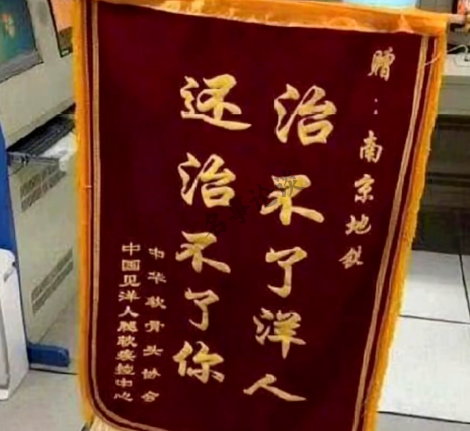 赠：南京地铁
治不了洋人
还治不了你
中华软骨头协会
中国见洋人腿软疾控中心